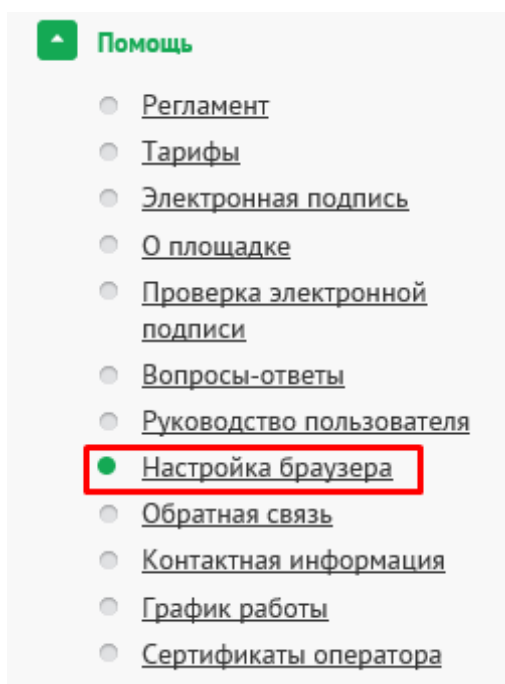 Помощь
Регламент
Тарифы
Электронная подпись
О площадке
Проверка электронной
подписи
Вопросы-ответы
Руководство пользователя
Настройка браузера
Обратная связь
Контактная информация
График работы
Сертификаты оператора